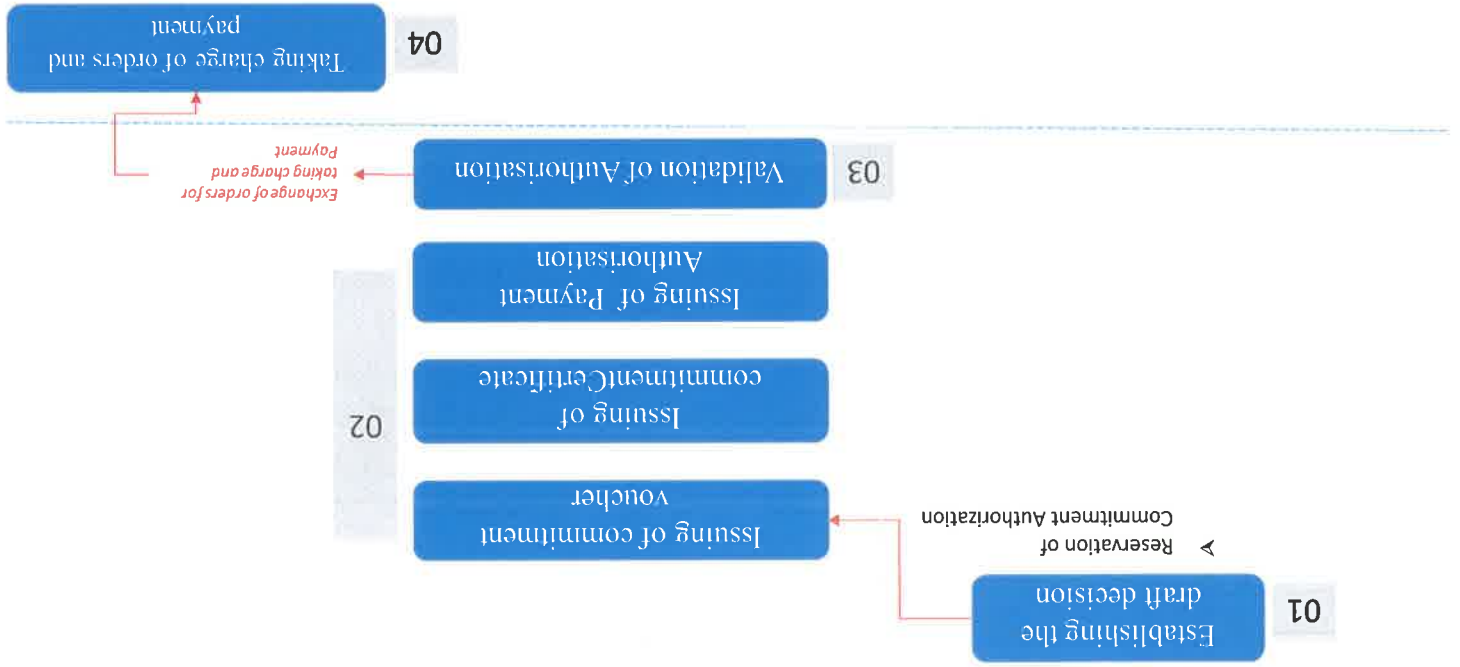 01
Establishing the
draft decision
➤ Reservation of
Commitment Authorization
Issuing of commitment
voucher
02
Issuing of
commitmentCertificate
Issuing of Payment
Authorisation
03
Validation of Authorisation
Exchange of orders for
taking charge and
Payment
04
Taking charge of orders and
payment